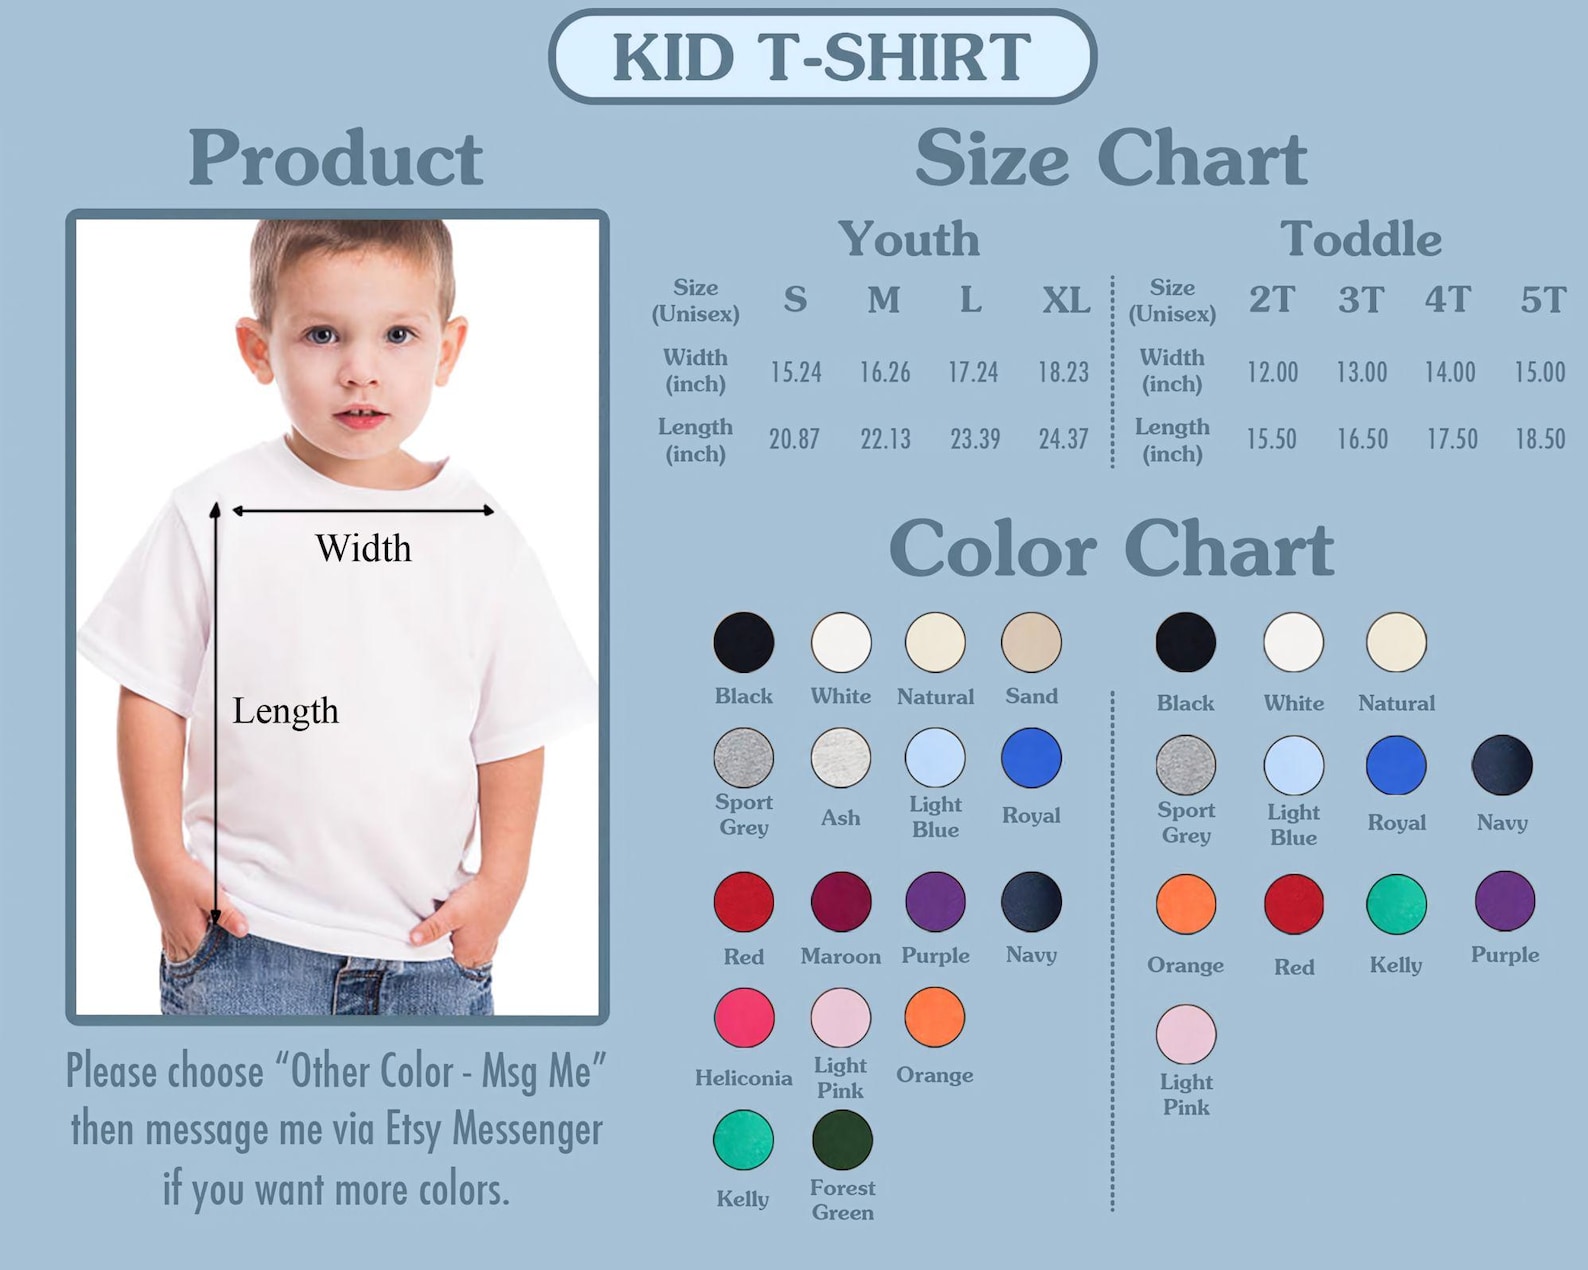 KID T-SHIRT
Product
Width
Length
Please choose “Other Color - Msg Me”
then message me via Etsy Messenger
if you want more colors.
Size Chart
Youth
Size
(Unisex)
S M L XL
Width
(inch)
15.24 16.26 17.24 18.23
Length
(inch)
20.87 22.13 23.39 24.37
Toddle
Size
(Unisex)
2T 3T 4T 5T
Width
(inch)
12.00 13.00 14.00 15.00
Length
(inch)
15.50 16.50 17.50 18.50
Color Chart
Black White Natural Sand
Sport
Grey
Ash
Light
Blue
Royal
Red Maroon Purple Navy
Heliconia
Light
Pink
Orange
Kelly
Forest
Green
Black White Natural
Sport
Grey
Light
Blue
Royal
Navy
Orange Red Kelly Purple
Light
Pink